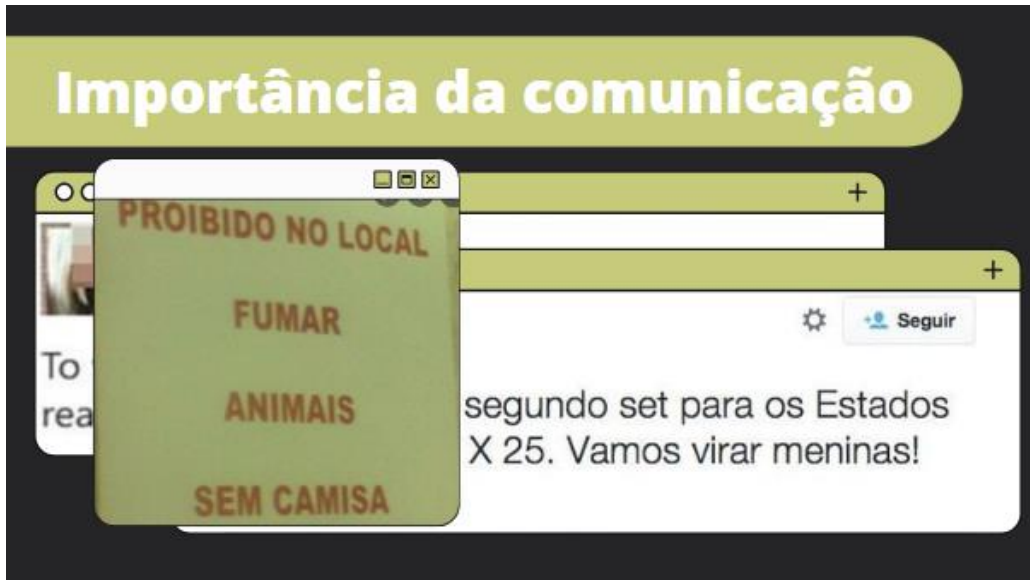 Importância da comunicação
PROIBIDO NO LOCAL
FUMAR
ANIMAIS
SEM CAMISA
To
rea
Seguir
segundo set para os Estados
X 25. Vamos virar meninas!